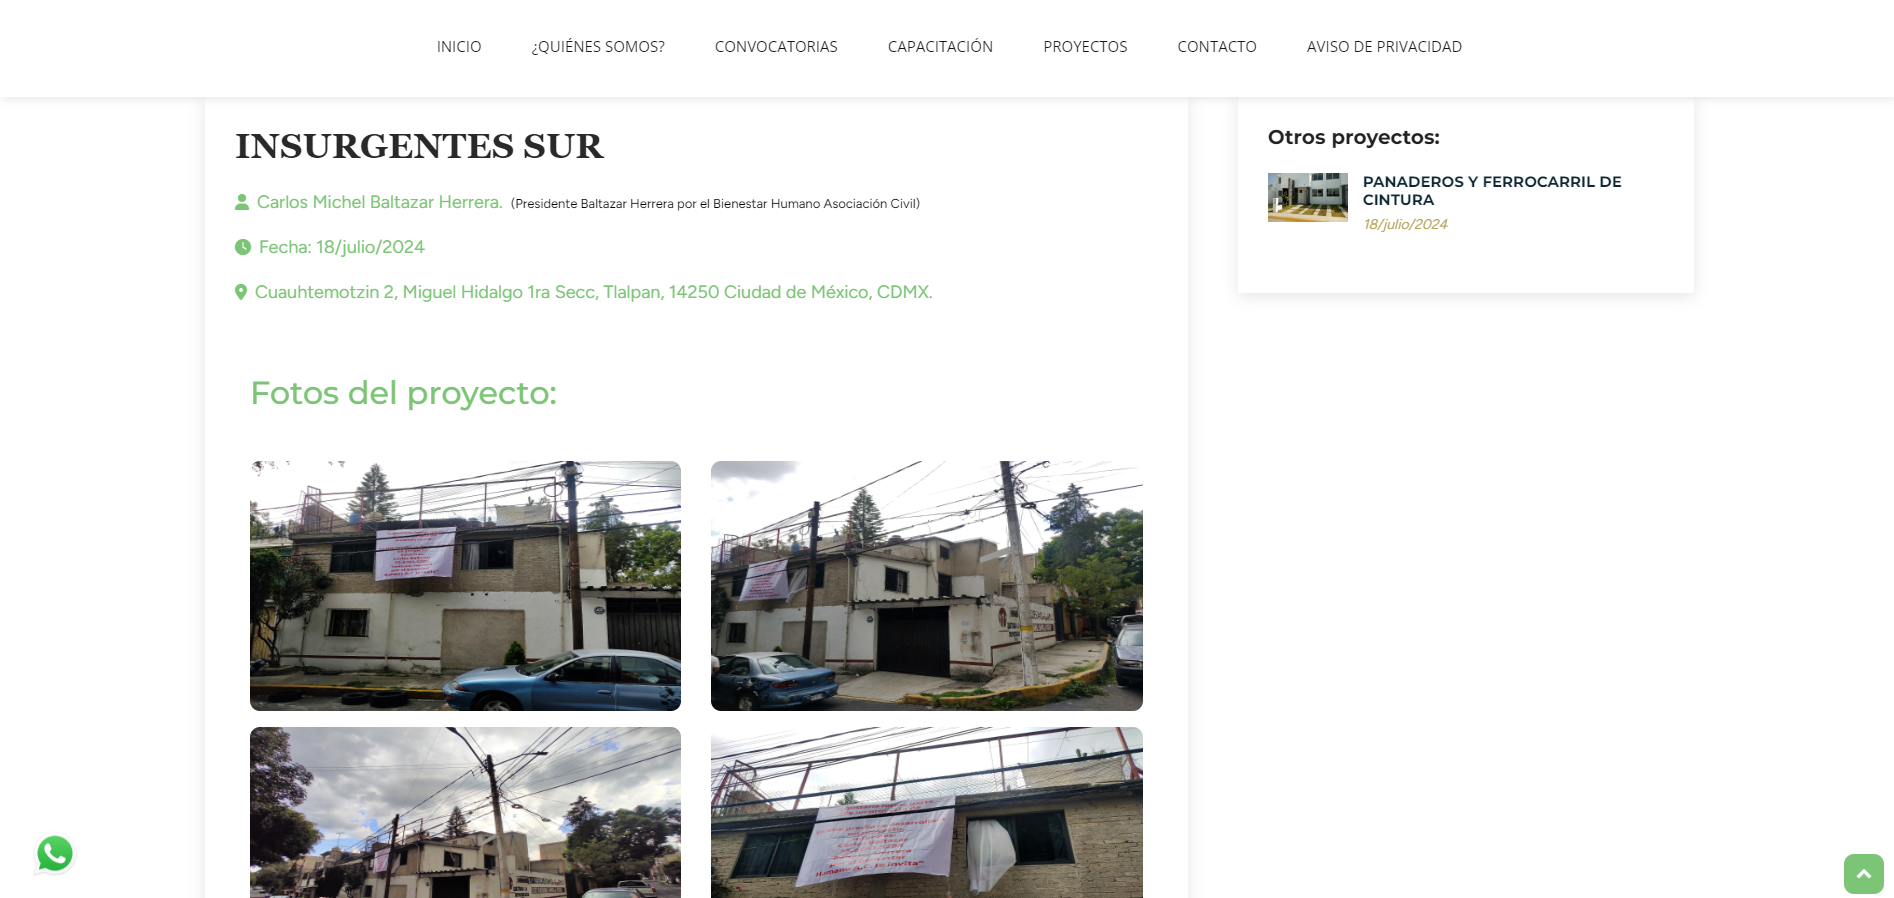 INICIO
¿QUIÉNES SOMOS?
CONVOCATORIAS
CAPACITACIÓN
PROYECTOS
CONTACTO
AVISO DE PRIVACIDAD
INSURGENTES SUR
Carlos Michel Baltazar Herrera. (Presidente Baltazar Herrera por el Bienestar Humano Asociación Civil)
Fecha: 18/julio/2024
Cuauhtemotzin 2, Miguel Hidalgo 1ra Secc, Tlalpan, 14250 Ciudad de México, CDMX.
Fotos del proyecto:
Otros proyectos:
PANADEROS Y FERROCARRIL DE
CINTURA
18/julio/2024